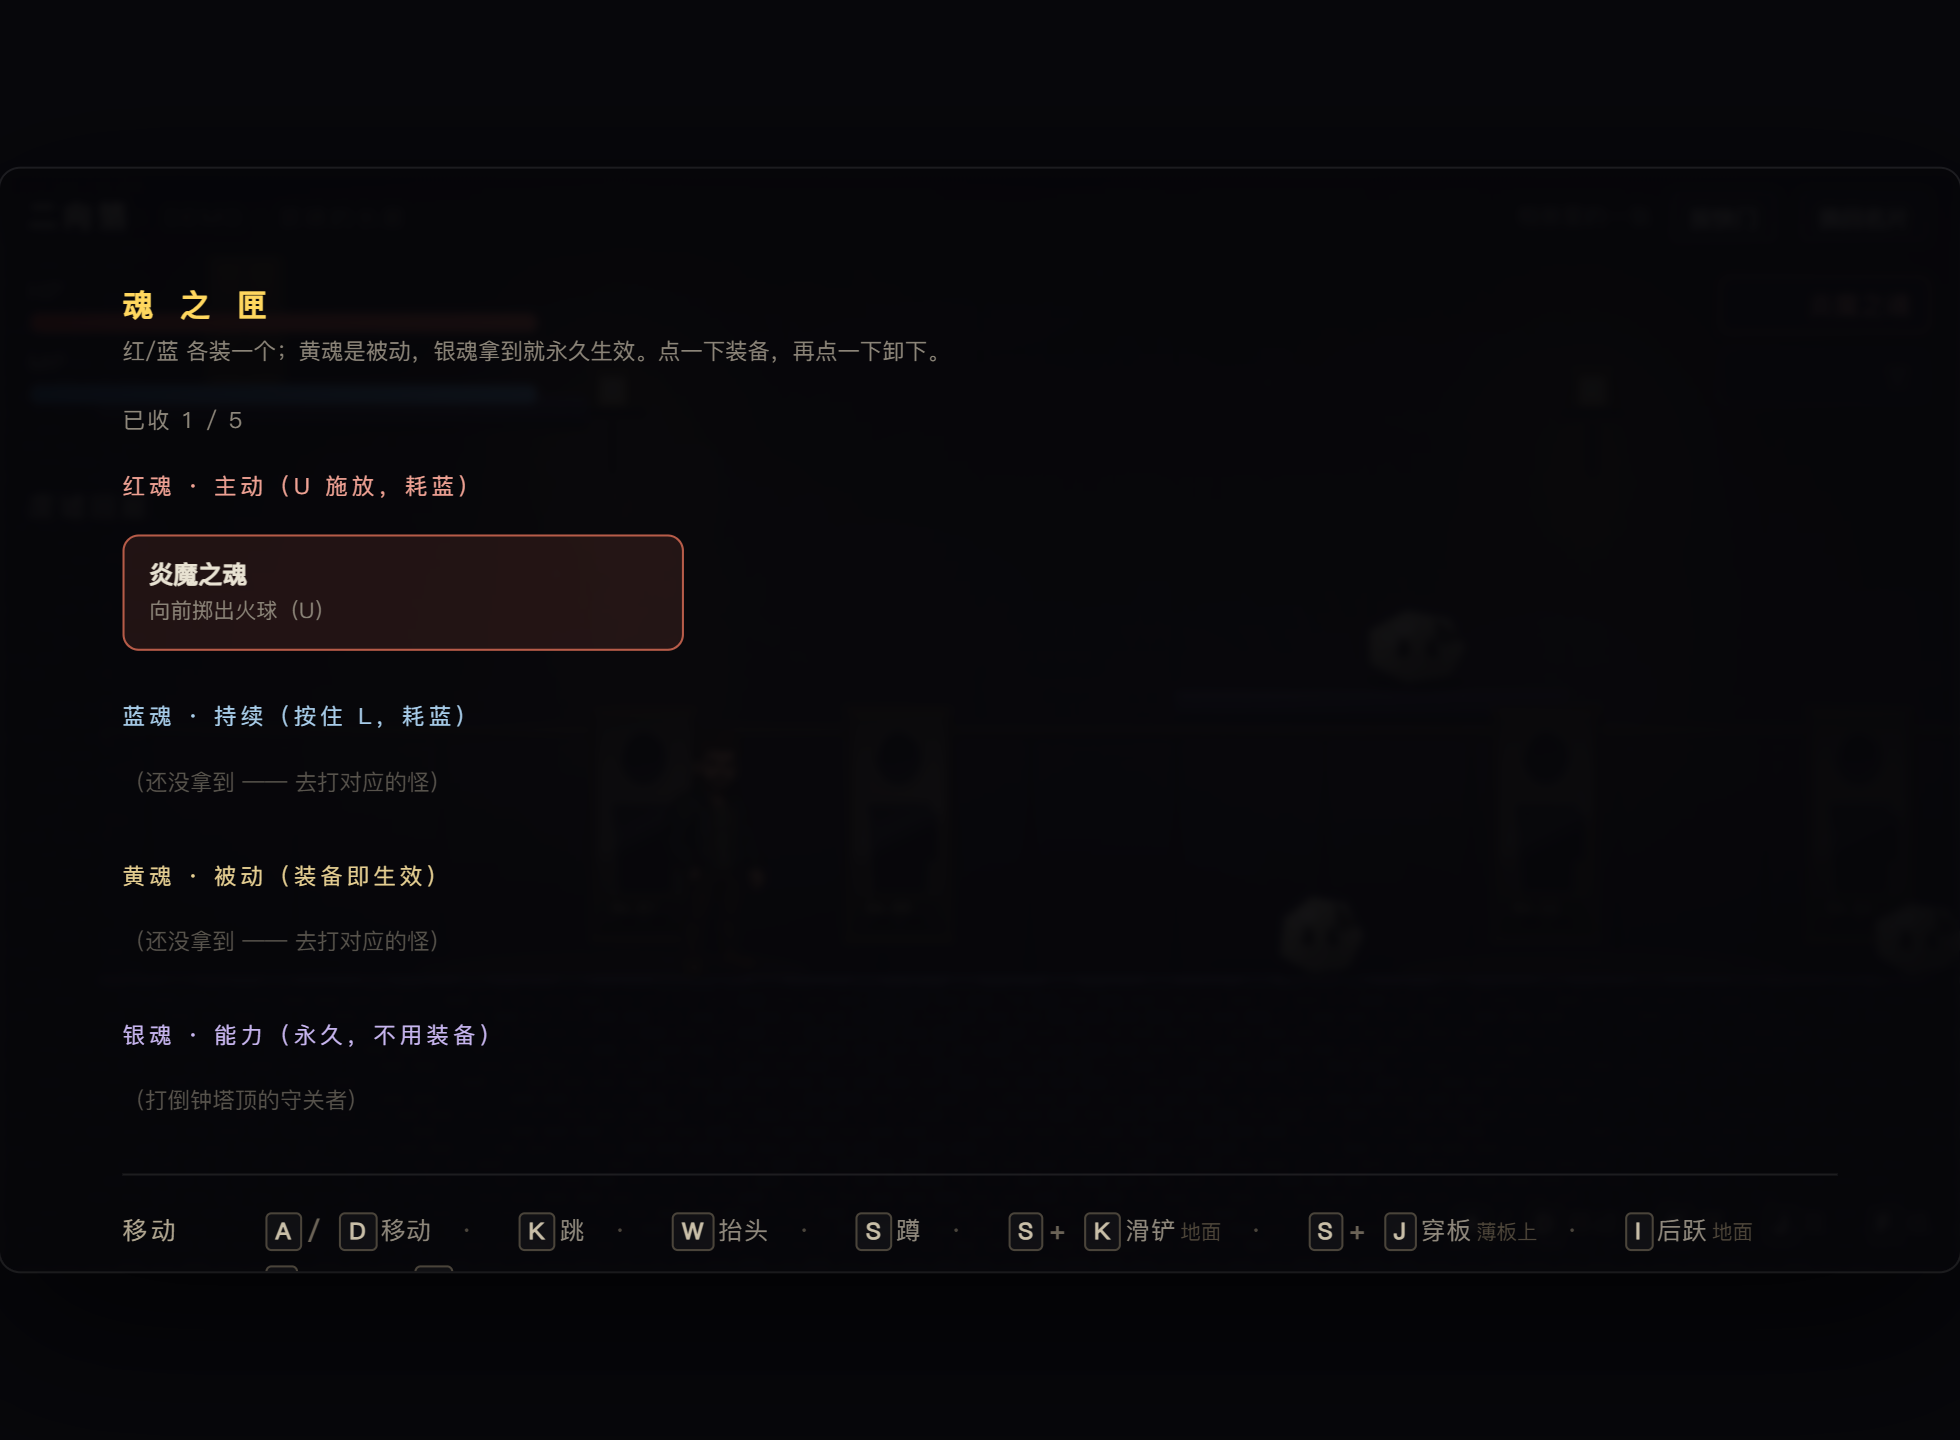 魂之匣
红/蓝 各装一个；黄魂是被动，银魂拿到就永久生效。点一下装备，再点一下卸下。
已收 1 / 5
红魂 · 主动（U 施放，耗蓝）
炎魔之魂
向前掷出火球（U）
蓝魂 · 持续（按住 L，耗蓝）
（还没拿到 —— 去打对应的怪）
黄魂 · 被动（装备即生效）
（还没拿到 —— 去打对应的怪）
银魂 · 能力（永久，不用装备）
（打倒钟塔顶的守关者）
移动 A / D 移动 · K 跳 · W 抬头 · S 蹲 · S + K 滑铲 地面 · S + J 穿板 薄板上 · I 后跃 地面